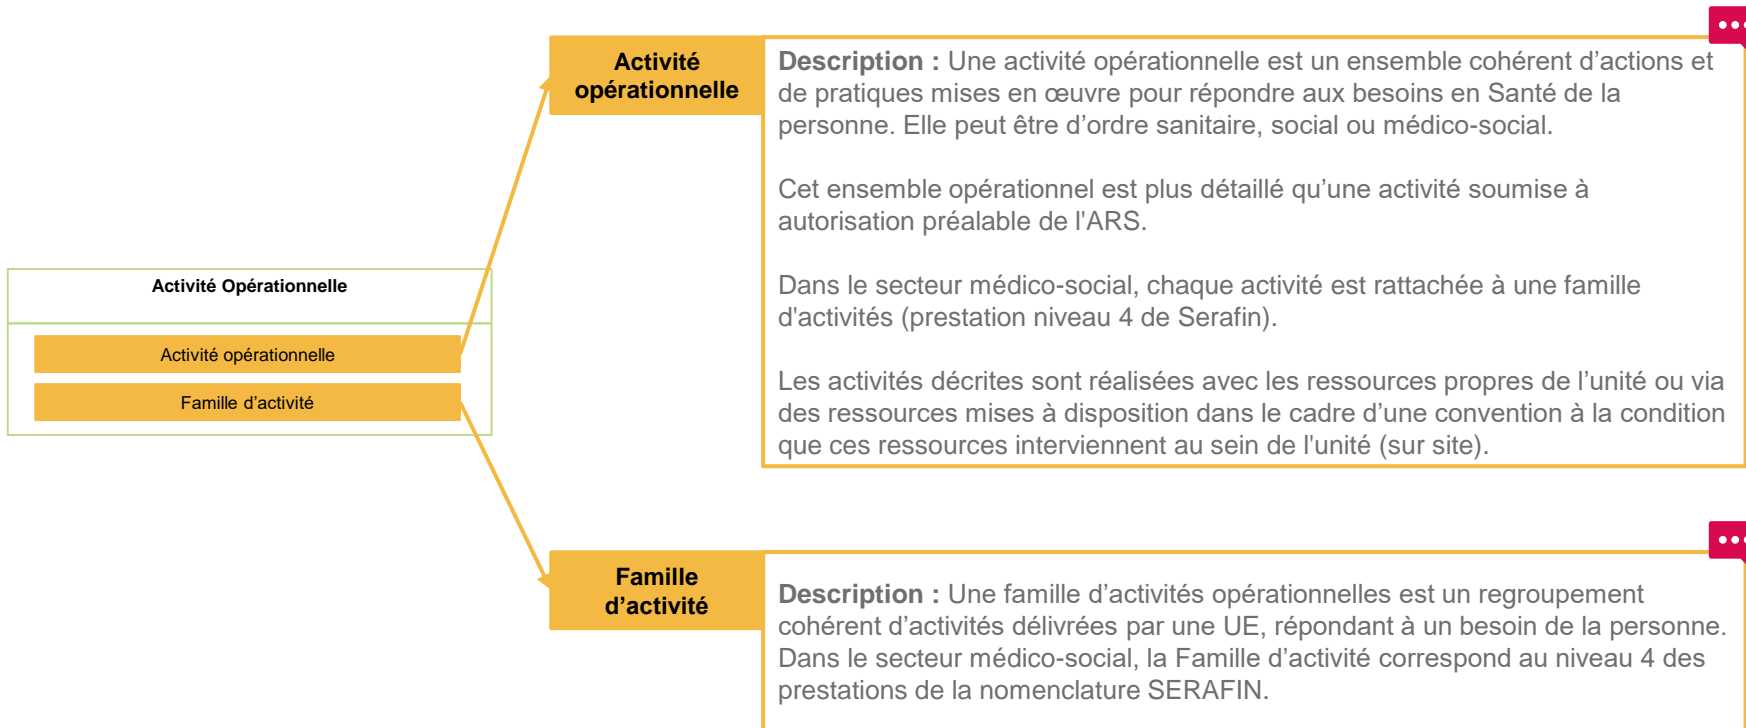 Activité Opérationnelle
Activité opérationnelle
Famille d’activité
Activité
opérationnelle
Description : Une activité opérationnelle est un ensemble cohérent d’actions et
de pratiques mises en œuvre pour répondre aux besoins en Santé de la
personne. Elle peut être d’ordre sanitaire, social ou médico-social.
Cet ensemble opérationnel est plus détaillé qu’une activité soumise à
autorisation préalable de l'ARS.
Dans le secteur médico-social, chaque activité est rattachée à une famille
d'activités (prestation niveau 4 de Serafin).
Les activités décrites sont réalisées avec les ressources propres de l’unité ou via
des ressources mises à disposition dans le cadre d’une convention à la condition
que ces ressources interviennent au sein de l'unité (sur site).
Famille
d’activité
Description : Une famille d’activités opérationnelles est un regroupement
cohérent d’activités délivrées par une UE, répondant à un besoin de la personne.
Dans le secteur médico-social, la Famille d’activité correspond au niveau 4 des
prestations de la nomenclature SERAFIN.